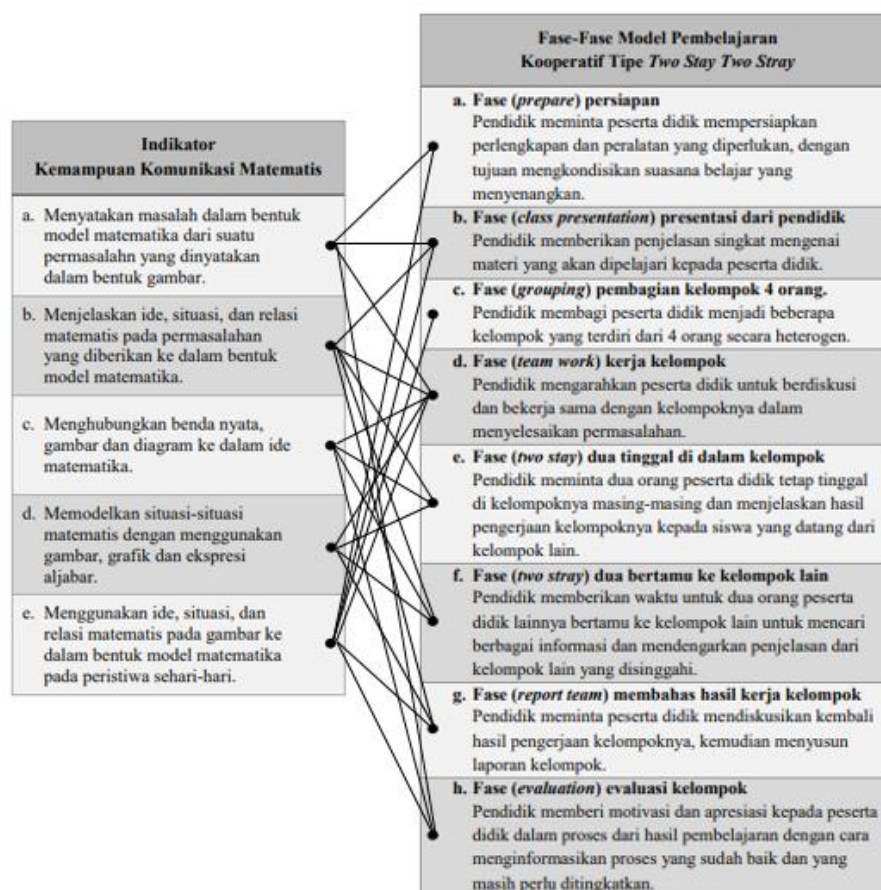 Indikator
Kemampuan Komunikasi Matematis
a. Menyatakan masalah dalam bentuk
model matematika dari suatu
permasalahn yang dinyatakan
dalam bentuk gambar.
b. Menjelaskan ide, situasi, dan relasi
matematis pada permasalahan
yang diberikan ke dalam bentuk
model matematika.
c. Menghubungkan benda nyata,
gambar dan diagram ke dalam ide
matematika.
d. Memodelkan situasi-situasi
matematis dengan menggunakan
gambar, grafik dan ekspresi
aljabar.
e. Menggunakan ide, situasi, dan
relasi matematis pada gambar ke
dalam bentuk model matematika
pada peristiwa sehari-hari.
Fase-Fase Model Pembelajaran
Kooperatif Tipe Two Stay Two Stray
a. Fase (prepare) persiapan
Pendidik meminta peserta didik mempersiapkan
perlengkapan dan peralatan yang diperlukan, dengan
tujuan mengkondisikan suasana belajar yang
menyenangkan.
b. Fase (class presentation) presentasi dari pendidik
Pendidik memberikan penjelasan singkat mengenai
materi yang akan dipelajari kepada peserta didik.
c. Fase (grouping) pembagian kelompok 4 orang.
Pendidik membagi peserta didik menjadi beberapa
kelompok yang terdiri dari 4 orang secara heterogen.
d. Fase (team work) kerja kelompok
Pendidik mengarahkan peserta didik untuk berdiskusi
dan bekerja sama dengan kelompoknya dalam
menyelesaikan permasalahan.
e. Fase (two stay) dua tinggal di dalam kelompok
Pendidik meminta dua orang peserta didik tetap tinggal
di kelompoknya masing-masing dan menjelaskan hasil
pengerjaan kelompoknya kepada siswa yang datang dari
kelompok lain.
f. Fase (two stray) dua bertamu ke kelompok lain
Pendidik memberikan waktu untuk dua orang peserta
didik lainnya bertamu ke kelompok lain untuk mencari
berbagai informasi dan mendengarkan penjelasan dari
kelompok lain yang disinggahi.
g. Fase (report team) membahas hasil kerja kelompok
Pendidik meminta peserta didik mendiskusikan kembali
hasil pengerjaan kelompoknya, kemudian menyusun
laporan kelompok.
h. Fase (evaluation) evaluasi kelompok
Pendidik memberi motivasi dan apresiasi kepada peserta
didik dalam proses dari hasil pembelajaran dengan cara
menginformasikan proses yang sudah baik dan yang
masih perlu ditingkatkan.